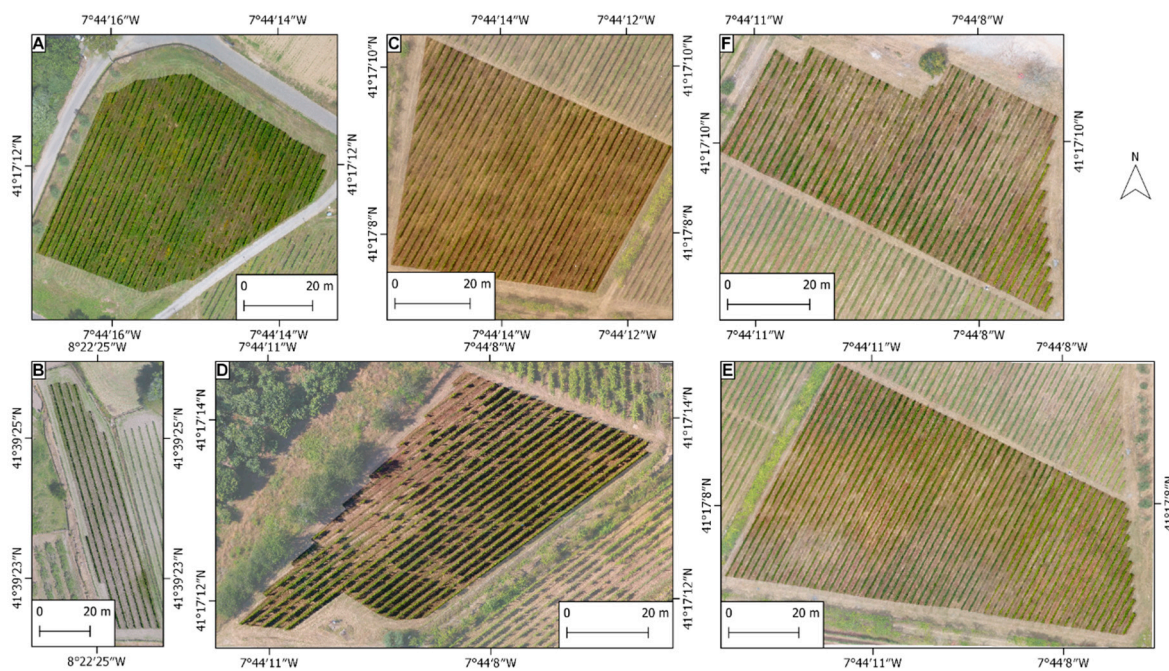 7°44'16"W 7°44'14"W
7°44'14"W 7°44'12"W
7°44'11"W 7°44'8"W
A
C
F
41°17'12"N
41°17'12"N
41°17'10"N
41°17'8"N
41°17'10"N
41°17'8"N
41°17'10"N
41°17'10"N
N
0 20 m
0 20 m
0 20 m
7°44'16"W 7°44'14"W
7°44'14"W 7°44'12"W
7°44'11"W 7°44'8"W
8°22'25"W
7°44'11"W 7°44'8"W
7°44'11"W 7°44'8"W
B
D
E
41°39'25"N
41°39'23"N
41°39'25"N
41°39'23"N
41°17'14"N
41°17'12"N
41°17'14"N
41°17'12"N
41°17'8"N
41°17'8"N
0 20 m
0 20 m
0 20 m
8°22'25"W
7°44'11"W 7°44'8"W
7°44'11"W 7°44'8"W